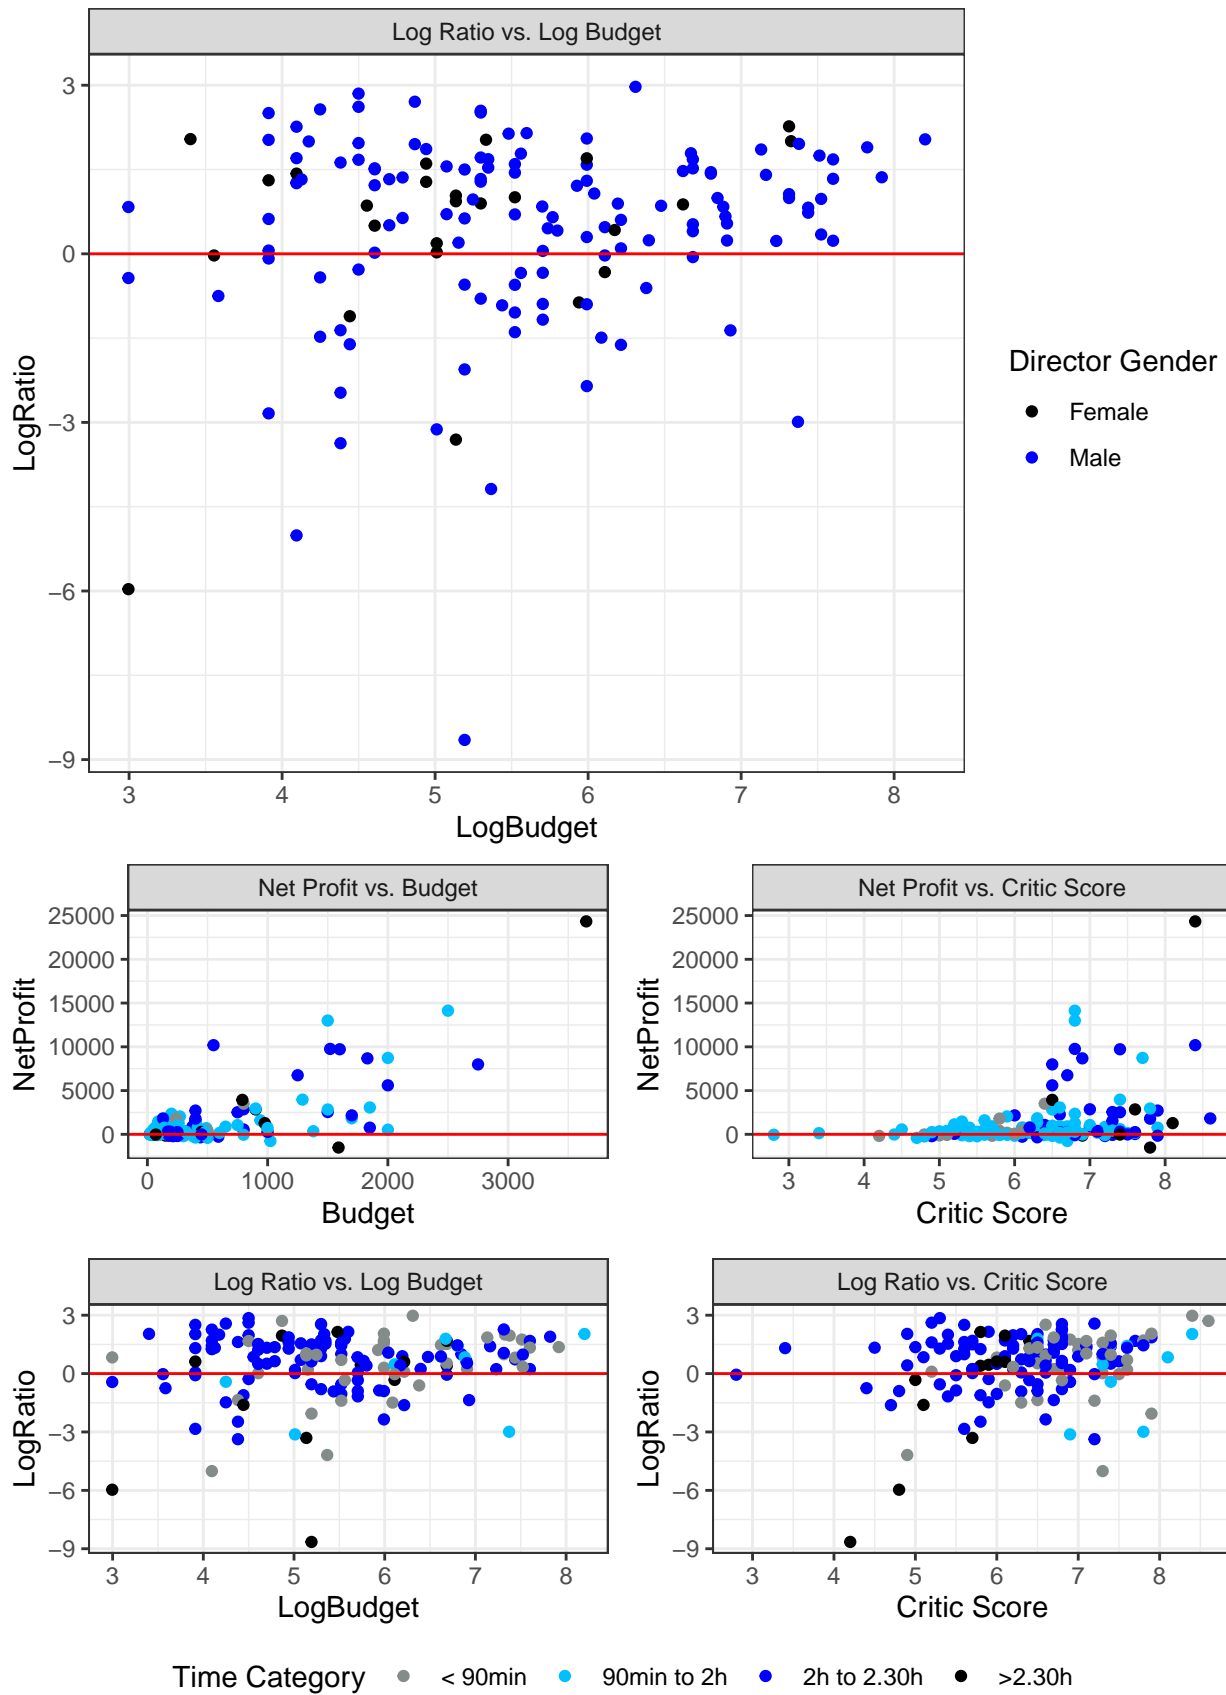 Log Ratio vs. Log Budget
3
0
−3
−6
−9
LogRatio
3 4 5 6 7 8
LogBudget
Director Gender
Female
Male
Net Profit vs. Budget
25000
20000
15000
10000
5000
0
NetProfit
0 1000 2000 3000
Budget
Net Profit vs. Critic Score
25000
20000
15000
10000
5000
0
NetProfit
3 4 5 6 7 8
Critic Score
Log Ratio vs. Log Budget
3
0
−3
−6
−9
LogRatio
3 4 5 6 7 8
LogBudget
Log Ratio vs. Critic Score
3
0
−3
−6
−9
LogRatio
3 4 5 6 7 8
Critic Score
Time Category < 90min 90min to 2h 2h to 2.30h >2.30h